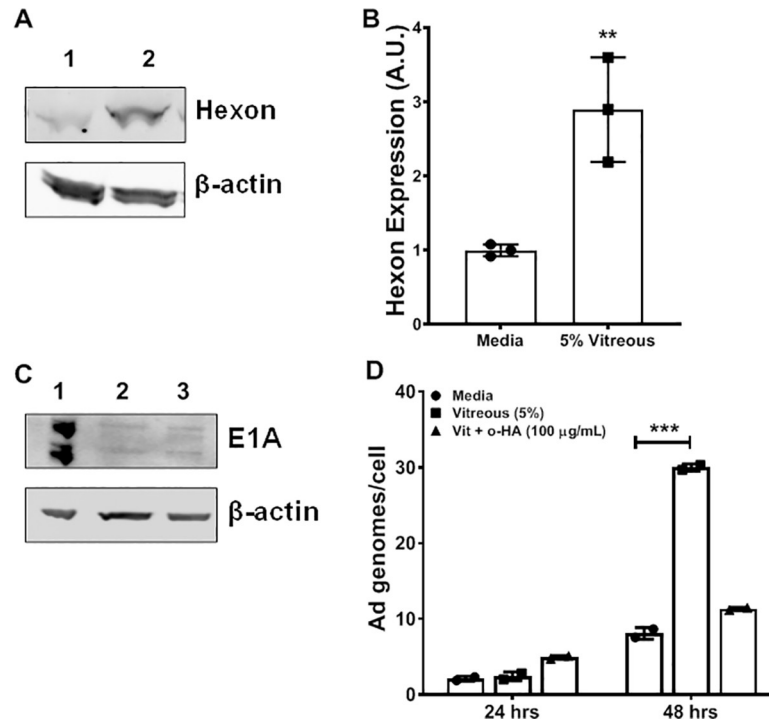 A
1 2
Hexon
β-actin
B
Hexon Expression (A.U.)
4
3
2
1
0
**
Media 5% Vitreous
C
1 2 3
E1A
β-actin
D
Ad genomes/cell
40
30
20
10
0
Media
Vitreous (5%)
Vit + o-HA (100 μg/mL)
***
24 hrs 48 hrs